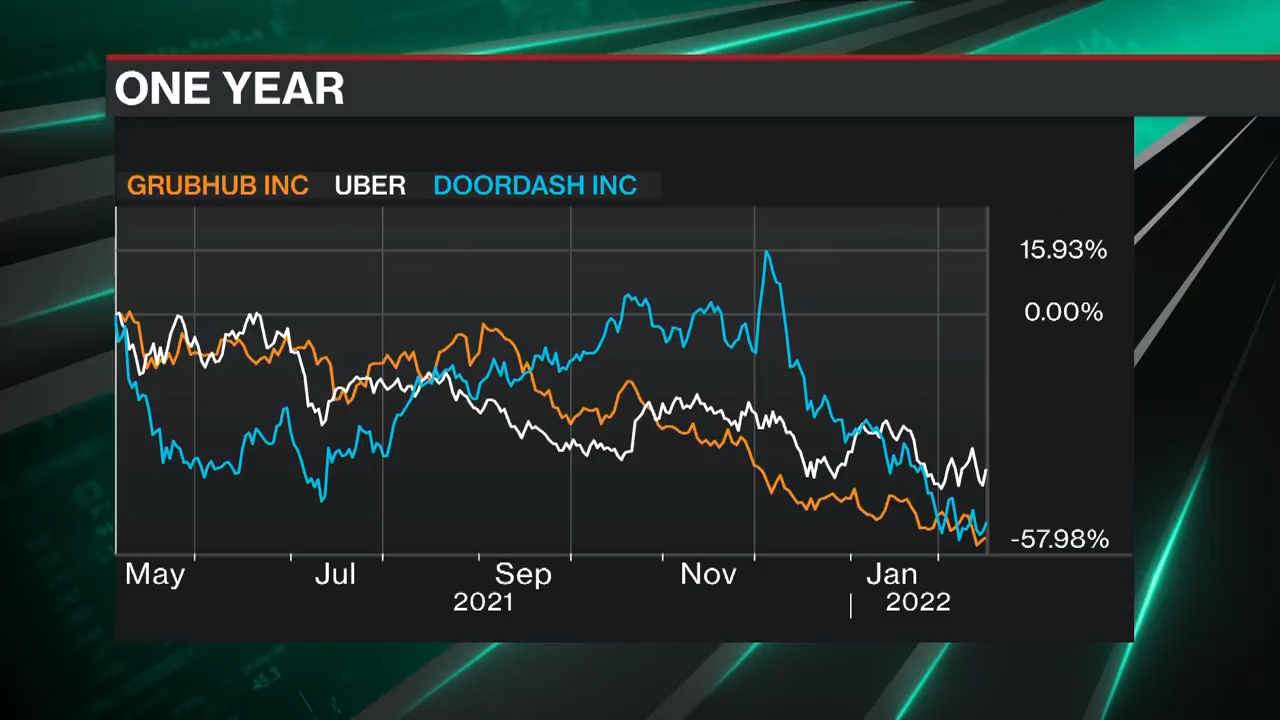 ONE YEAR
GRUBHUB INC UBER DOORDASH INC
15.93%
0.00%
-57.98%
May Jul Sep Nov Jan
2021 | 2022